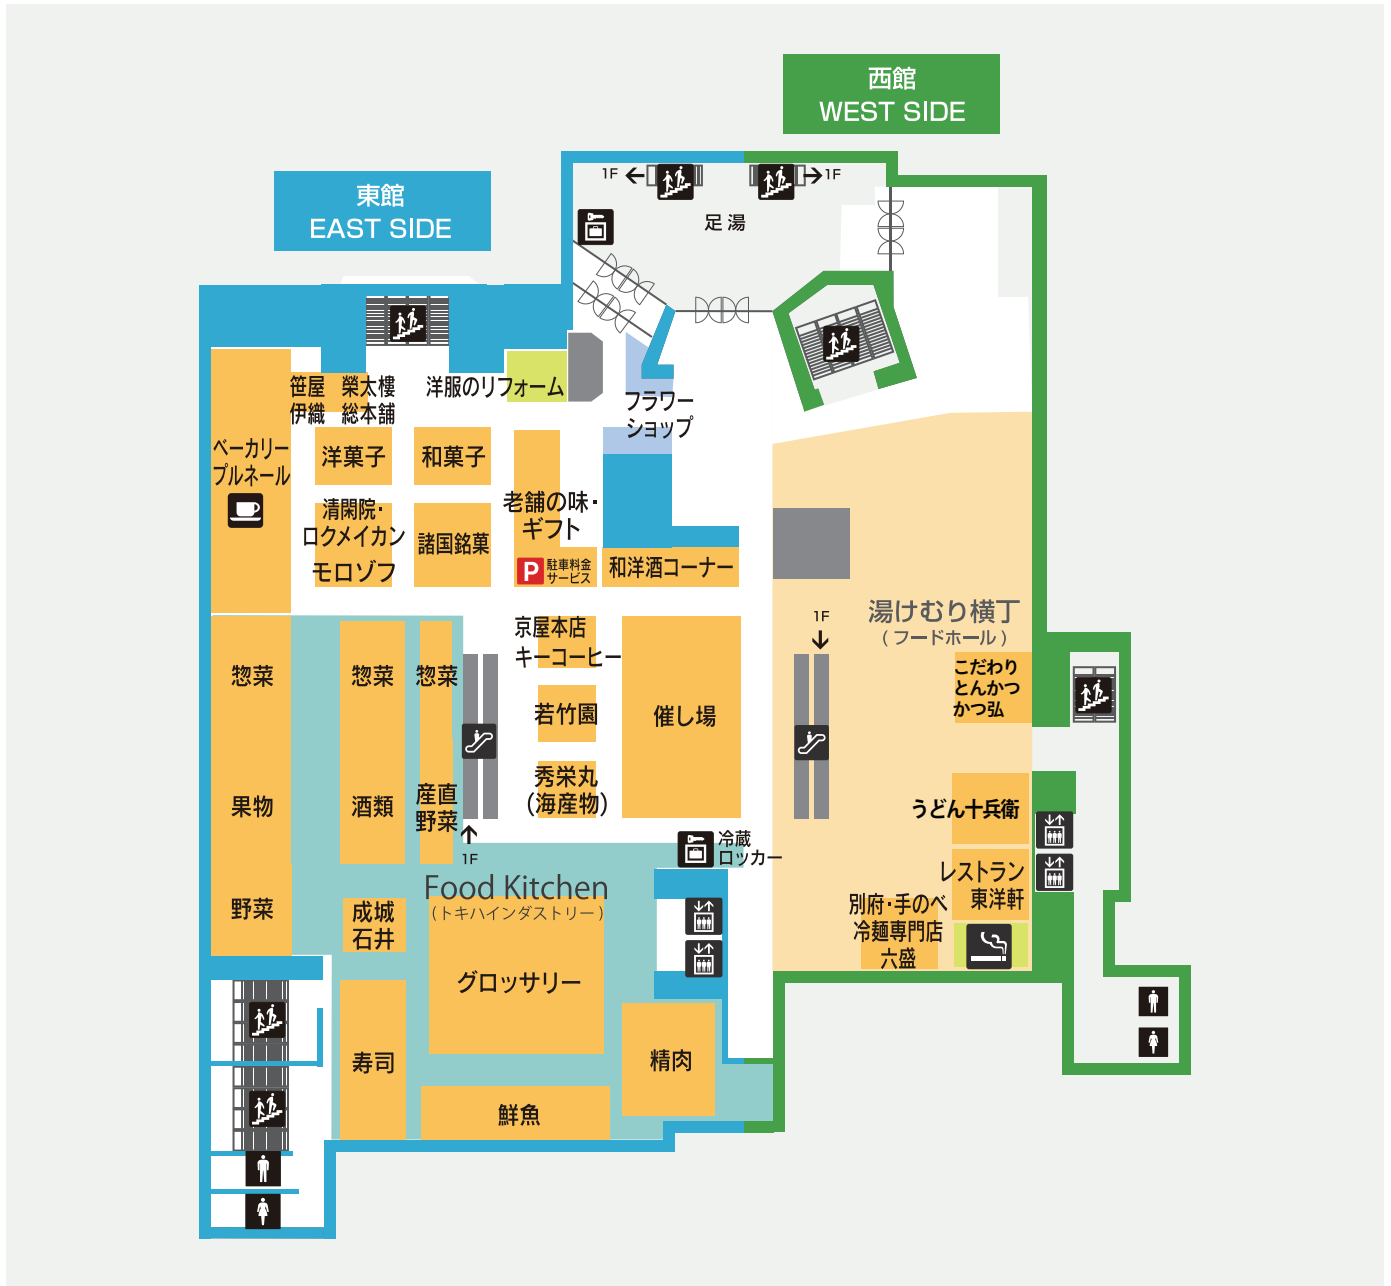 西館
WEST SIDE
東館
EAST SIDE
1F
1F
足湯
笹屋
伊織
榮太樓
総本舗
洋服のリフォーム
フラワー
ショップ
ベーカリー
プルネール
洋菓子
和菓子
清閑院・
ロクメイカン
モロゾフ
諸国銘菓
老舗の味・
ギフト
P
駐車料金
サービス
和洋酒コーナー
湯けむり横丁
(フードホール)
1F
京屋本店
キーコーヒー
若竹園
秀栄丸
(海産物)
催し場
こだわり
とんかつ
かつ弘
惣菜
惣菜
惣菜
果物
酒類
産直
野菜
1F
野菜
冷蔵
ロッカー
うどん十兵衛
レストラン
東洋軒
別府・手のべ
冷麺専門店
六盛
Food Kitchen
(トキハインダストリー)
成城
石井
グロッサリー
寿司
精肉
鮮魚